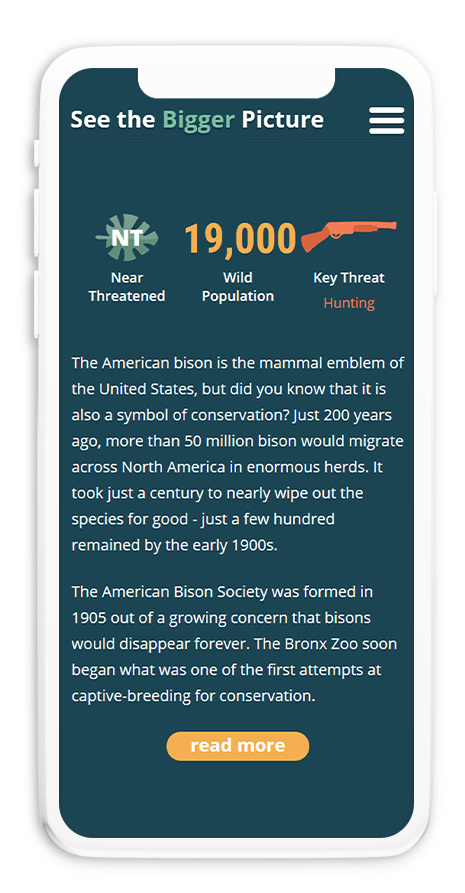 See the Bigger Picture
NT
19,000
Near
Threatened
Wild
Population
Key Threat
Hunting
The American bison is the mammal emblem of
the United States, but did you know that it is
also a symbol of conservation? Just 200 years
ago, more than 50 million bison would migrate
across North America in enormous herds. It
took just a century to nearly wipe out the
species for good - just a few hundred
remained by the early 1900s.
The American Bison Society was formed in
1905 out of a growing concern that bisons
would disappear forever. The Bronx Zoo soon
began what was one of the first attempts at
captive-breeding for conservation.
read more